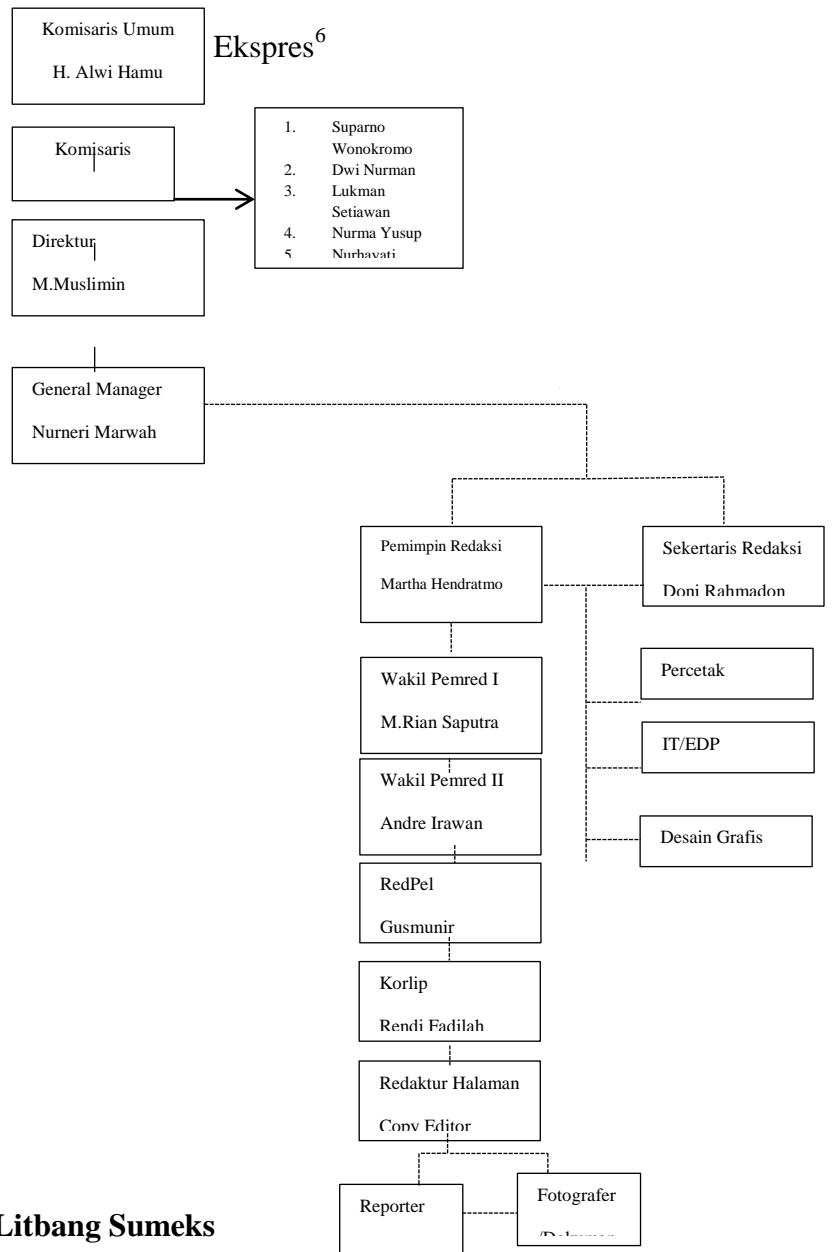 Komisaris Umum
H. Alwi Hamu
Ekspres6
Komisaris
1. Suparno
Wonokromo
2. Dwi Nurman
3. Lukman
Setiawan
4. Nurma Yusup
5 Nurhayati
Direktur
M.Muslimin
General Manager
Nurneri Marwah
Pemimpin Redaksi
Martha Hendratmo
Sekertaris Redaksi
Doni Rahmadon
Wakil Pemred I
M.Rian Saputra
Percetak
IT/EDP
Wakil Pemred II
Andre Irawan
Desain Grafis
RedPel
Gusmunir
Korlip
Rendi Fadilah
Redaktur Halaman
Copy Editor
Reporter
Fotografer
Litbang Sumeks